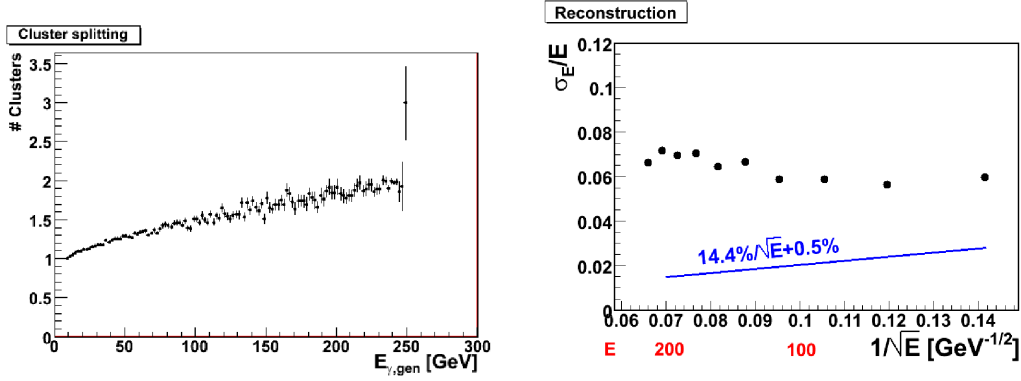 Cluster splitting
# Clusters
3.5
3
2.5
2
1.5
1
0.5
0
0 50 100 150 200 250 300
Eγ,gen [GeV]
Reconstruction
σE/E
0.12
0.1
0.08
0.06
0.04
0.02
0
14.4%/√E+0.5%
0.06 0.07 0.08 0.09 0.1 0.11 0.12 0.13 0.14
E 200 100 1/√E [GeV-1/2]